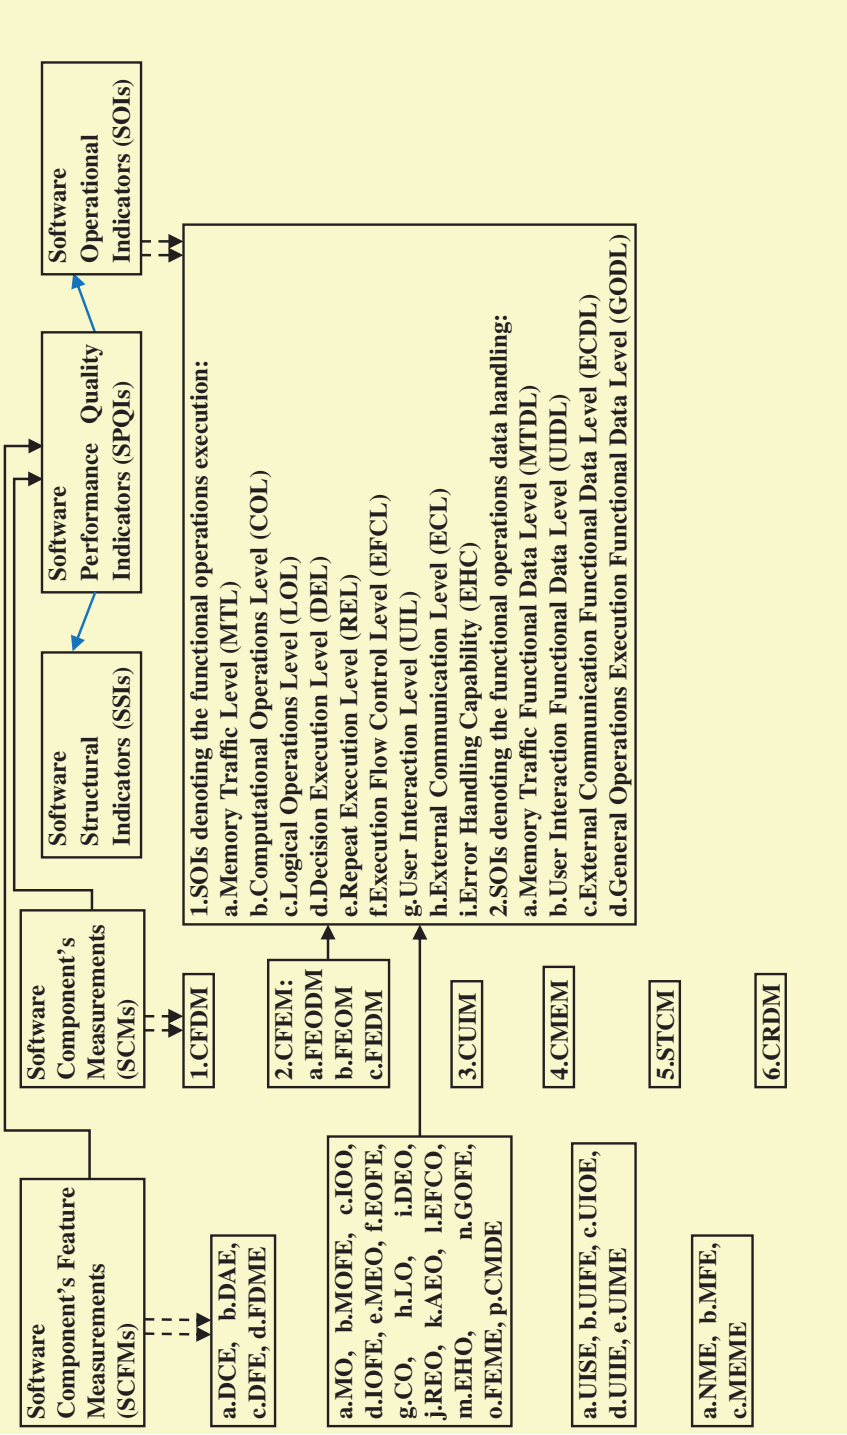 Software
Component's Feature
Measurements
(SCFMs)
a.DCE, b.DAE,
c.DFE, d.FDME
a.MO, b.MOFE, c.IOO,
d.IOFE, e.MEO, f.EOFE,
g.CO, h.LO, i.DEO,
j.REO, k.AEO, l.EFCO,
m.EHO, n.GOFE,
o.FEME, p.CMDE
a.UISE, b.UIFE, c.UIOE,
d.UIIE, e.UIME
a.NME, b.MFE,
c.MEME
Software
Component's
Measurements
(SCMs)
1.CFDM
2.CFEM:
a.FEODM
b.FEOM
c.FEDM
3.CUIM
4.CMEM
5.STCM
6.CRDM
Software
Structural
Indicators (SSIs)
Software
Performance Quality
Indicators (SPQIs)
Software
Operational
Indicators (SOIs)
1.SOIs denoting the functional operations execution:
a.Memory Traffic Level (MTL)
b.Computational Operations Level (COL)
c.Logical Operations Level (LOL)
d.Decision Execution Level (DEL)
e.Repeat Execution Level (REL)
f.Execution Flow Control Level (EFCL)
g.User Interaction Level (UIL)
h.External Communication Level (ECL)
i.Error Handling Capability (EHC)
2.SOIs denoting the functional operations data handling:
a.Memory Traffic Functional Data Level (MTDL)
b.User Interaction Functional Data Level (UIDL)
c.External Communication Functional Data Level (ECDL)
d.General Operations Execution Functional Data Level (GODL)